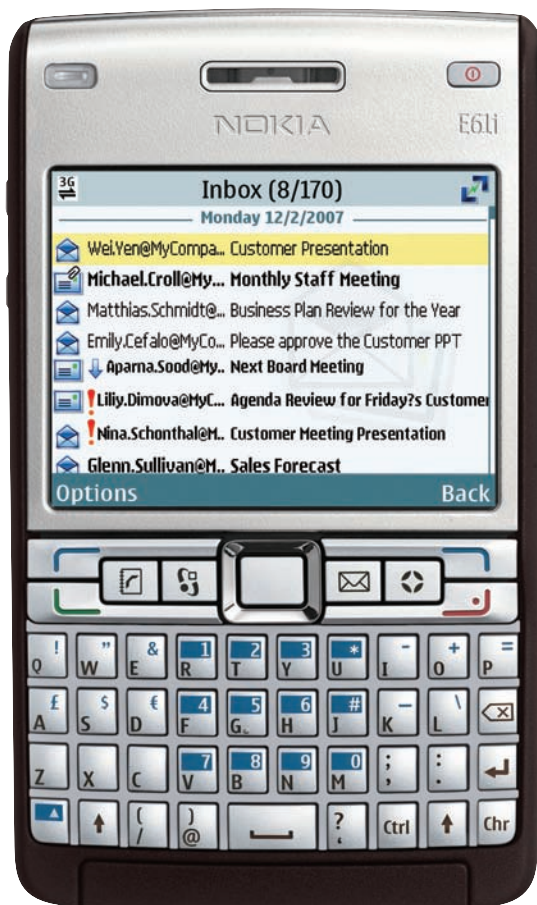 NOKIA E61i
3G Inbox (8/170)
Monday 12/2/2007
Wei.Yen@MyCompa... Customer Presentation
Michael.Croll@My... Monthly Staff Meeting
Matthias.Schmidt@... Business Plan Review for the Year
Emily.Cefalo@MyCo... Please approve the Customer PPT
Aparna.Sood@My.. Next Board Meeting
Liliy.Dimova@MyC... Agenda Review for Friday?s Customer
Nina.Schonthal@M.. Customer Meeting Presentation
Glenn.Sullivan@M.. Sales Forecast
Options Back
! " & 1 2 3 * - + =
Q W E R T Y U I O P
£ $ € 4 5 6 # – \
A S D F G H J K L
7 8 9 0 ; :
Z X C V B N M , .
( ) ?
/ @ ' Ctrl Chr